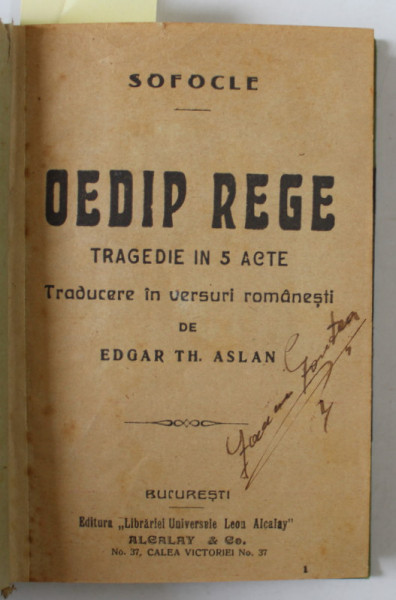 SOFOCLE
OEDIP REGE
TRAGEDIE IN 5 ACTE
Traducere în versuri românești
DE
EDGAR TH. ASLAN
BUCUREȘTI
Editura „Librăriei Universale Leon Alcalay"
ALCALAY & Co.
No. 37, CALEA VICTORIEI No. 37
1